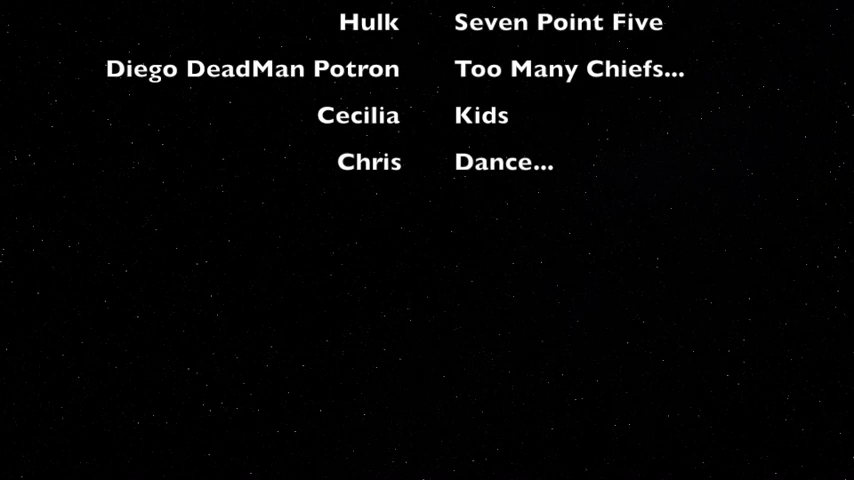 Hulk Seven Point Five
Diego DeadMan Potron Too Many Chiefs...
Cecilia Kids
Chris Dance...